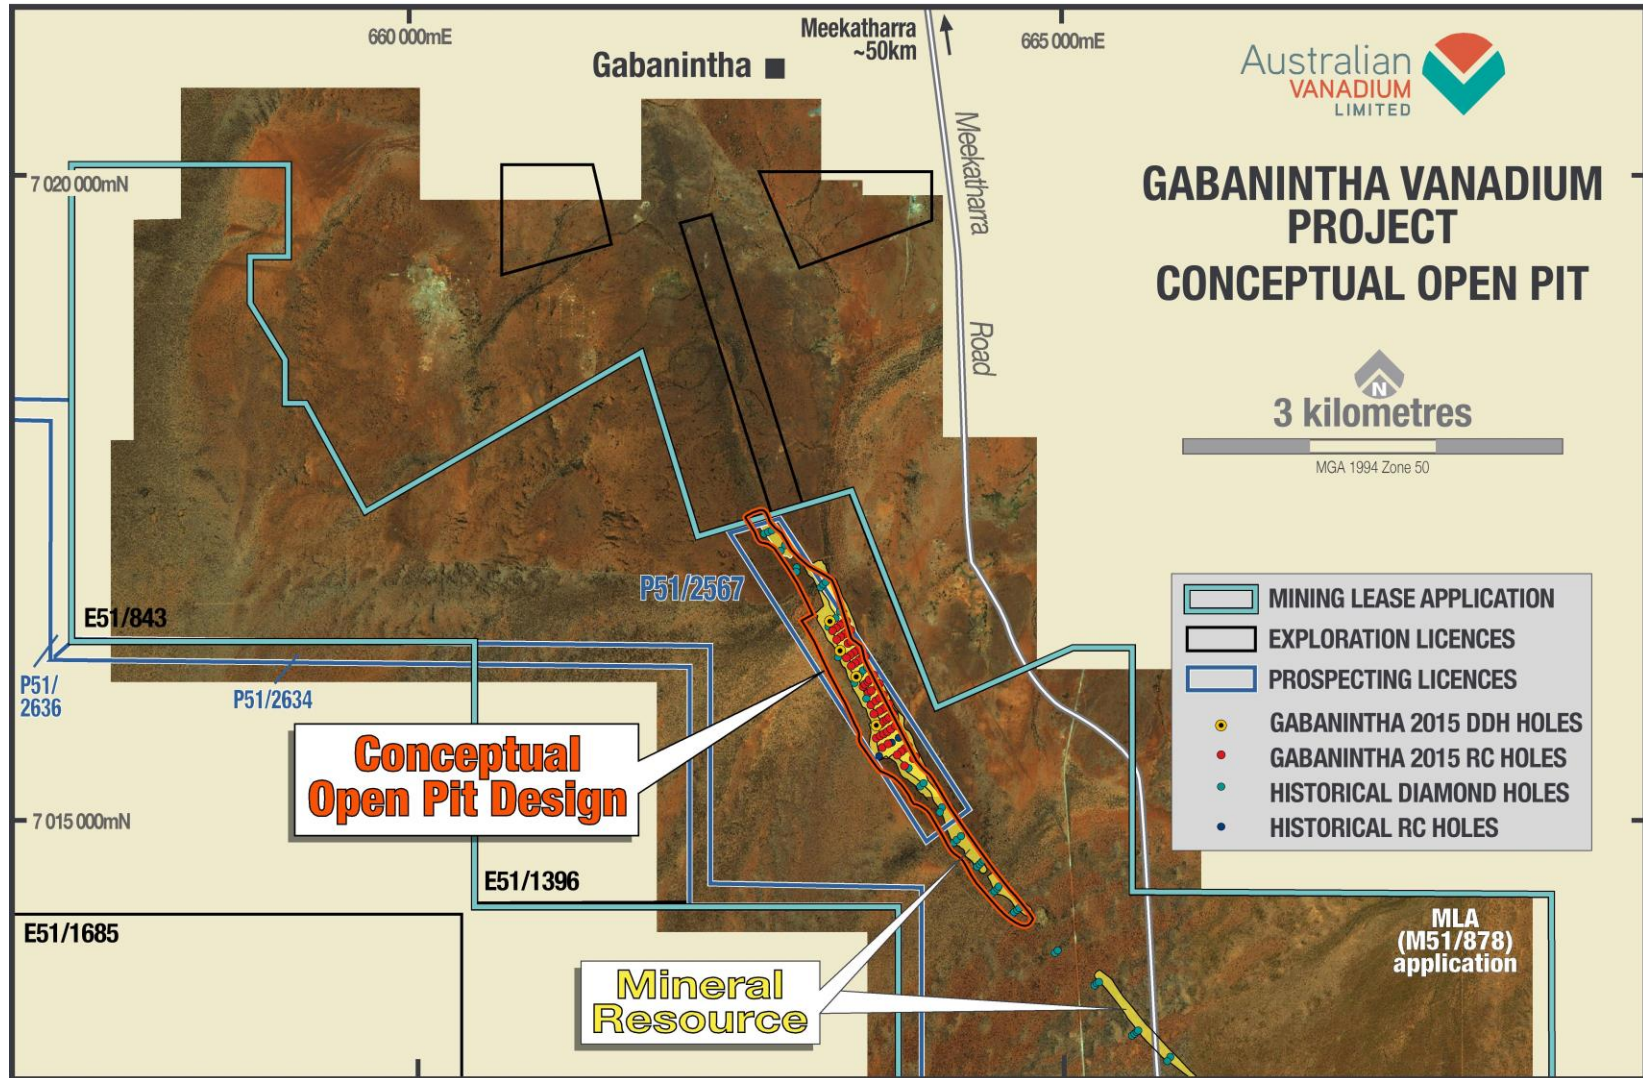 660 000mE
Meekatharra
~50km
665 000mE
Gabanintha
Australian
VANADIUM
LIMITED
7 020 000mN
Meekatharra Road
GABANINTHA VANADIUM
PROJECT
CONCEPTUAL OPEN PIT
N
3 kilometres
MGA 1994 Zone 50
P51/2567
MINING LEASE APPLICATION
EXPLORATION LICENCES
PROSPECTING LICENCES
GABANINTHA 2015 DDH HOLES
GABANINTHA 2015 RC HOLES
HISTORICAL DIAMOND HOLES
HISTORICAL RC HOLES
E51/843
P51/
2636
P51/2634
Conceptual
Open Pit Design
7 015 000mN
E51/1396
E51/1685
MLA
(M51/878)
application
Mineral
Resource